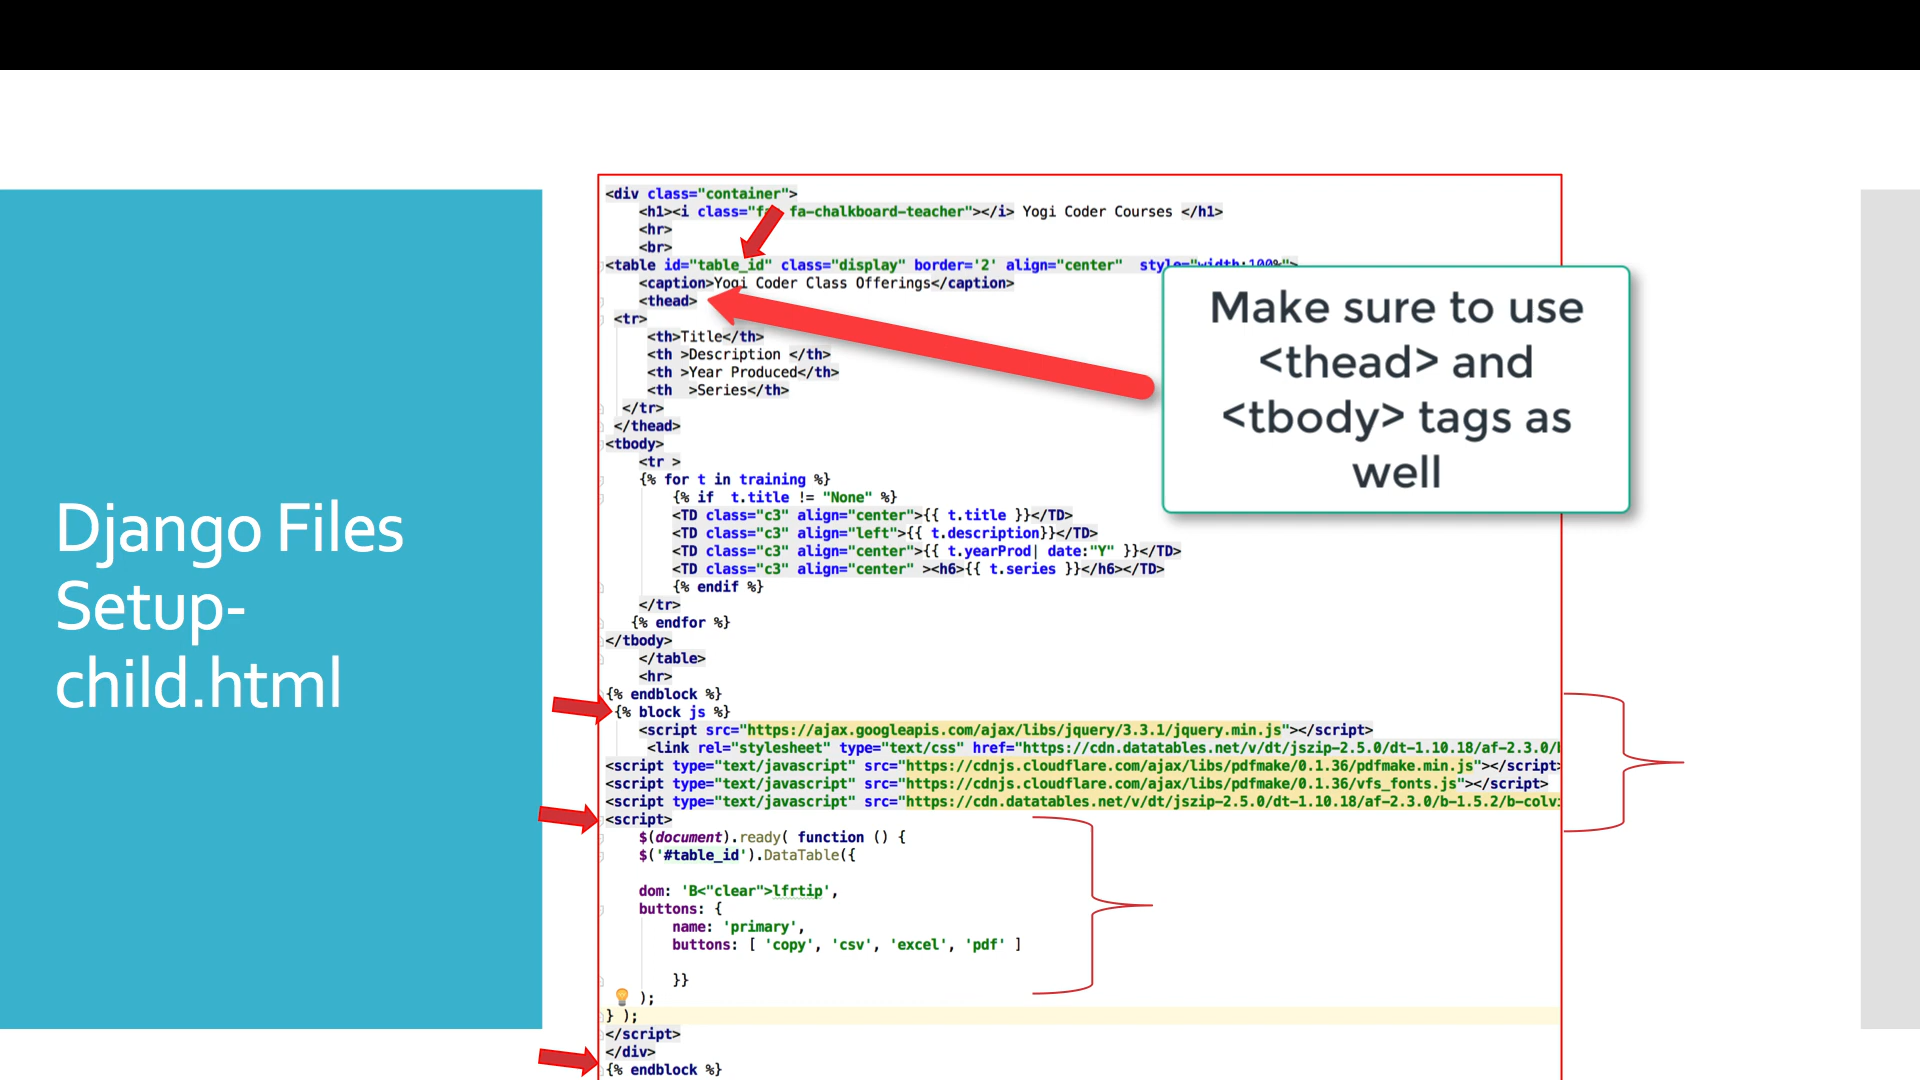 Django Files
Setup-
child.html
<div class="container">
<h1><i class="fa fa-chalkboard-teacher"></i> Yogi Coder Courses </h1>
<hr>
<br>
<table id="table_id" class="display" border='2' align="center" style="width:100%">
<caption>Yogi Coder Class Offerings</caption>
<thead>
<tr>
<th>Title</th>
<th >Description </th>
<th >Year Produced</th>
<th >Series</th>
</tr>
</thead>
<tbody>
<tr >
{% for t in training %}
{% if t.title != "None" %}
<TD class="c3" align="center">{{ t.title }}</TD>
<TD class="c3" align="left">{{ t.description}}</TD>
<TD class="c3" align="center">{{ t.yearProd| date:"Y" }}</TD>
<TD class="c3" align="center" ><h6>{{ t.series }}</h6></TD>
{% endif %}
</tr>
{% endfor %}
</tbody>
</table>
<hr>
{% endblock %}
{% block js %}
<script src="https://ajax.googleapis.com/ajax/libs/jquery/3.3.1/jquery.min.js"></script>
<link rel="stylesheet" type="text/css" href="https://cdn.datatables.net/v/dt/jszip-2.5.0/dt-1.10.18/af-2.3.0/
<script type="text/javascript" src="https://cdnjs.cloudflare.com/ajax/libs/pdfmake/0.1.36/pdfmake.min.js"></script>
<script type="text/javascript" src="https://cdnjs.cloudflare.com/ajax/libs/pdfmake/0.1.36/vfs_fonts.js"></script>
<script type="text/javascript" src="https://cdn.datatables.net/v/dt/jszip-2.5.0/dt-1.10.18/af-2.3.0/b-1.5.2/b-colvi
<script>
$(document).ready( function () {
$('#table_id').DataTable({
dom: 'B<"clear">lfrtip',
buttons: {
name: 'primary',
buttons: [ 'copy', 'csv', 'excel', 'pdf' ]
}}
);
} );
</script>
</div>
{% endblock %}
Make sure to use
<thead> and
<tbody> tags as
well